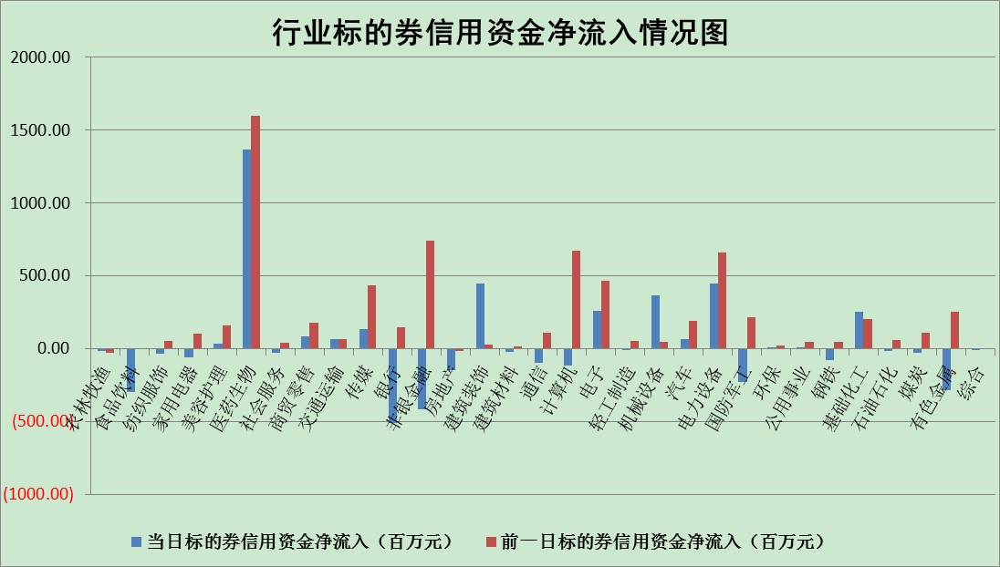 行业标的券信用资金净流入情况图
2000.00
1500.00
1000.00
500.00
0.00
(500.00)
(1000.00)
农林牧渔
食品饮料
纺织服饰
家用电器
美容护理
医药生物
社会服务
商贸零售
交通运输
传媒
银行
非银金融
房地产
建筑装饰
建筑材料
通信
计算机
电子
轻工制造
机械设备
汽车
电力设备
国防军工
环保
公用事业
钢铁
基础化工
石油石化
煤炭
有色金属
综合
当日标的券信用资金净流入（百万元）
前一日标的券信用资金净流入（百万元）